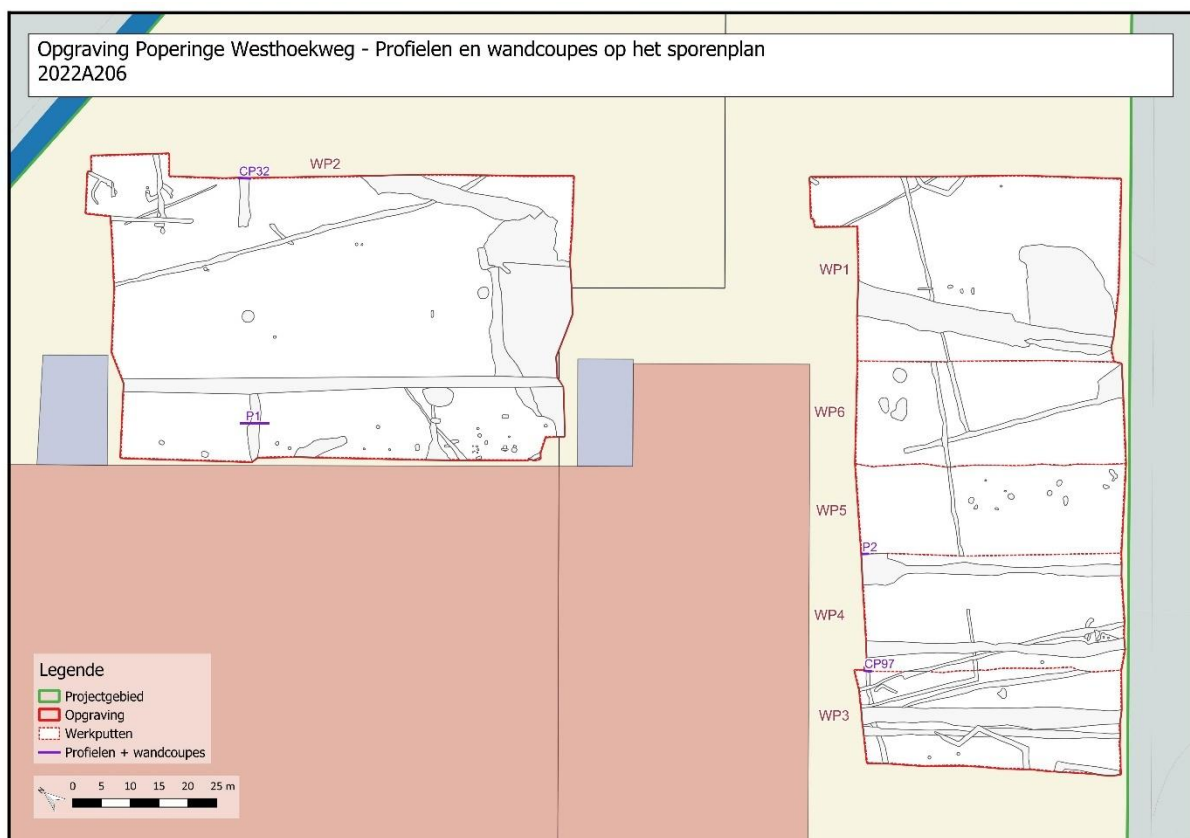 Opgraving Poperinge Westhoekweg - Profielen en wandcoupes op het sporenplan
2022A206
CP32
WP2
WP1
P1
WP6
WP5
P2
WP4
CP97
WP3
Legende
Projectgebied
Opgraving
Werkputten
Profielen + wandcoupes
0 5 10 15 20 25 m